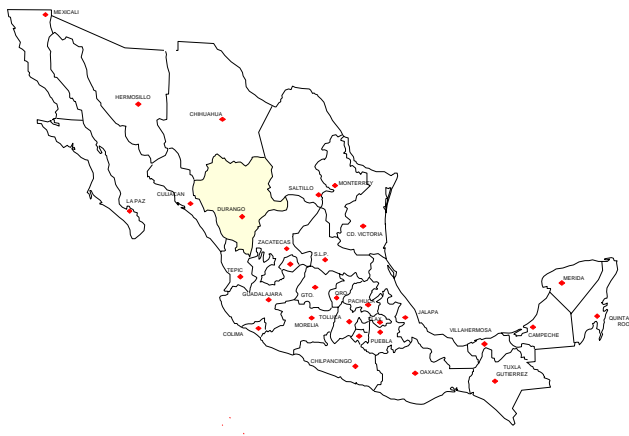 MEXICALI
HERMOSILLO
CHIHUAHUA
LA PAZ
CULIACAN
SALTILLO
MONTERREY
DURANGO
CD. VICTORIA
ZACATECAS
S.L.P.
TEPIC
GUADALAJARA
GTO.
QRO.
PACHUCA
MERIDA
COLIMA
MORELIA
TOLUCA
JALAPA
PUEBLA
VILLAHERMOSA
CAMPECHE
QUINTA
ROO
CHILPANCINGO
OAXACA
TUXLA
GUTIERREZ